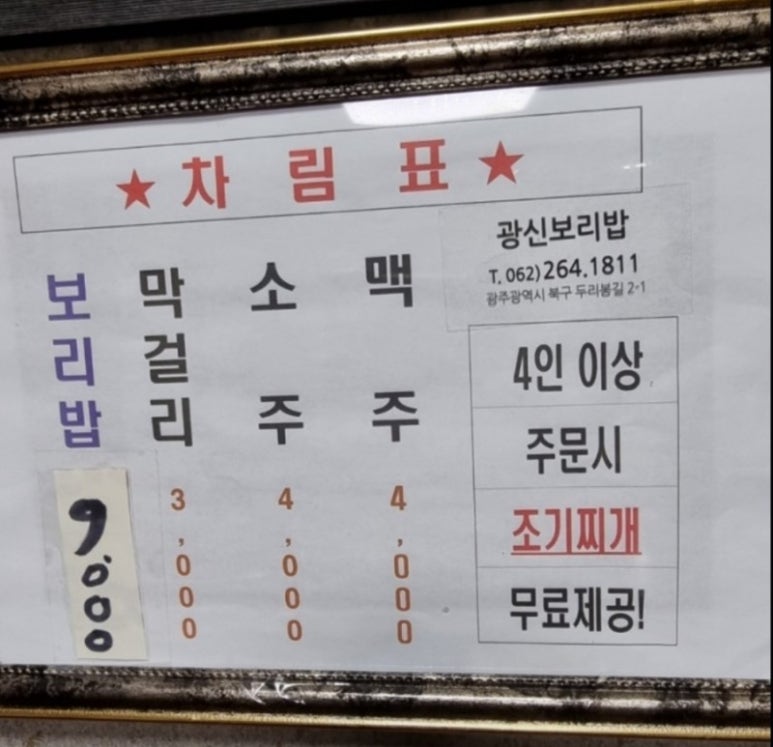 ★차림표★
광신보리밥
T. 062)264.1811
광주광역시 북구 두리봉길 2-1
보리밥
9,000
막걸리
3,000
소주
4,000
맥주
4,000
4인 이상
주문시
조기찌개
무료제공!